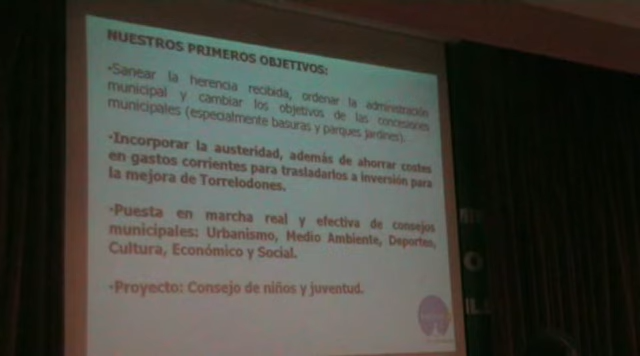 NUESTROS PRIMEROS OBJETIVOS:
•Sanear la herencia recibida, ordenar la administración
municipal y cambiar los objetivos de las concesiones
municipales (especialmente basuras y parques jardines).
•Incorporar la austeridad, además de ahorrar costes
en gastos corrientes para trasladarlos a inversión para
la mejora de Torrelodones.
•Puesta en marcha real y efectiva de consejos
municipales: Urbanismo, Medio Ambiente, Deportes,
Cultura, Económico y Social.
•Proyecto: Consejo de niños y juventud.